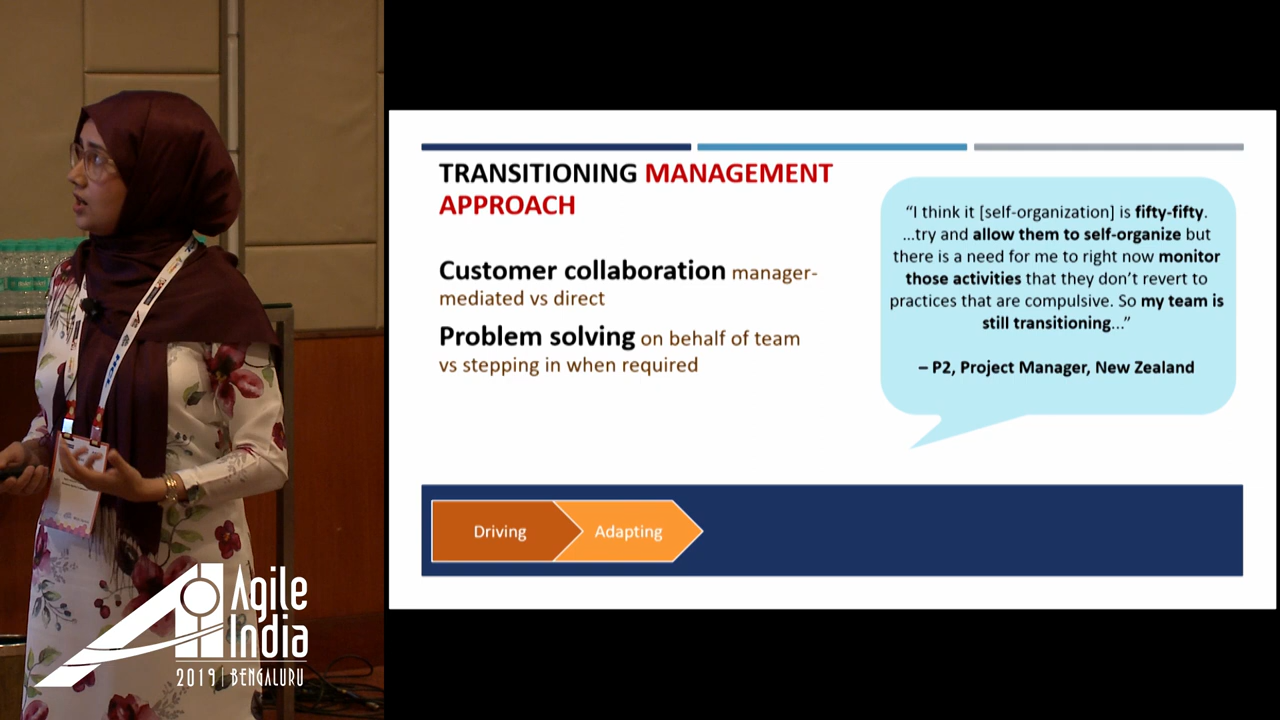 TRANSITIONING MANAGEMENT
APPROACH
Customer collaboration manager-
mediated vs direct
Problem solving on behalf of team
vs stepping in when required
“I think it [self-organization] is fifty-fifty.
...try and allow them to self-organize but
there is a need for me to right now monitor
those activities that they don’t revert to
practices that are compulsive. So my team is
still transitioning...”
– P2, Project Manager, New Zealand
Driving
Adapting
Agile
India
2019 | BENGALURU